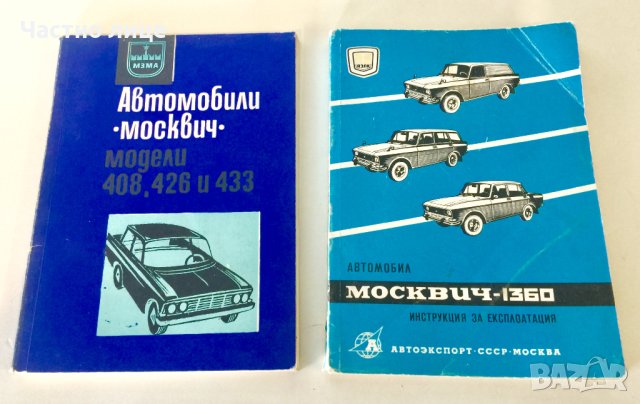 Частно лице
МЗМА
Автомобили
•москвич•
модели
408, 426 и 433
АЗЛК
АВТОМОБИЛ
МОСКВИЧ-1360
ИНСТРУКЦИЯ ЗА ЕКСПЛОАТАЦИЯ
АВТОЭКСПОРТ·СССР·МОСКВА
BAZAR